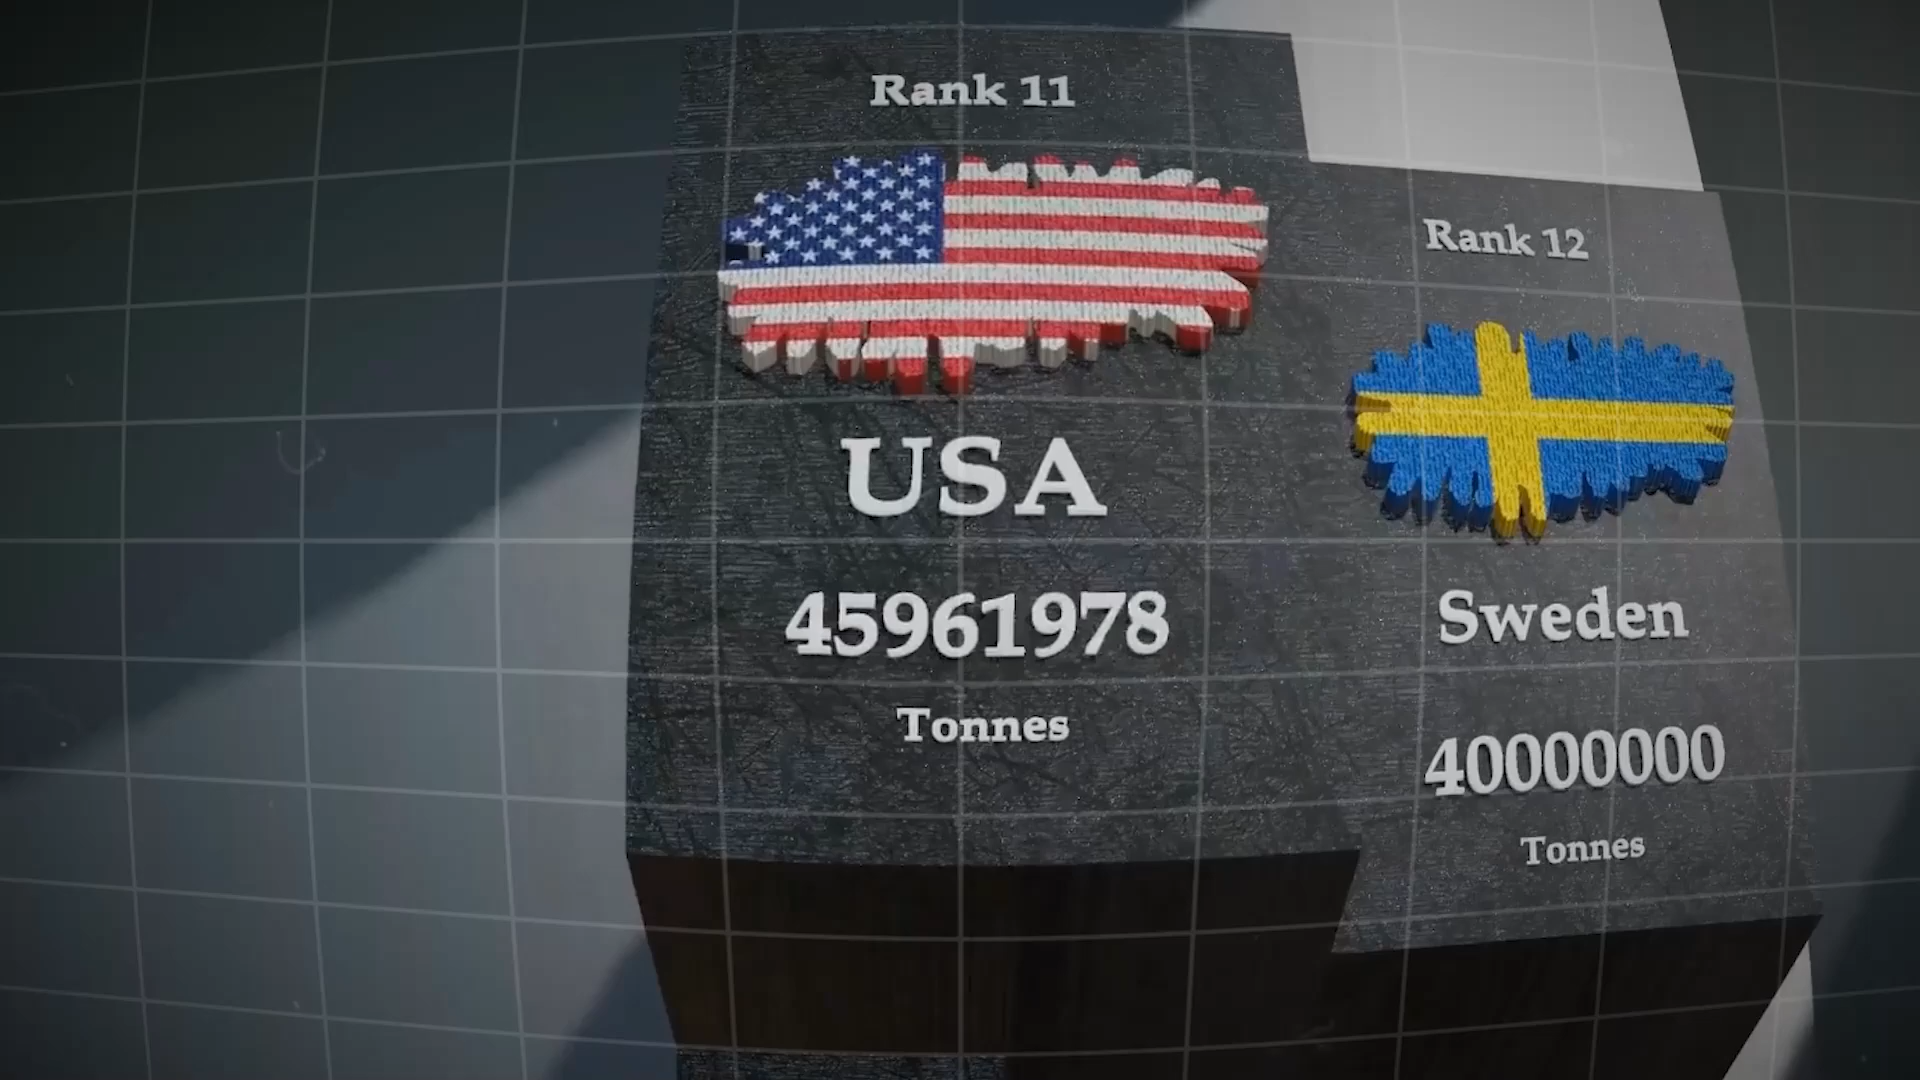 Rank 11
USA
45961978
Tonnes
Rank 12
Sweden
40000000
Tonnes